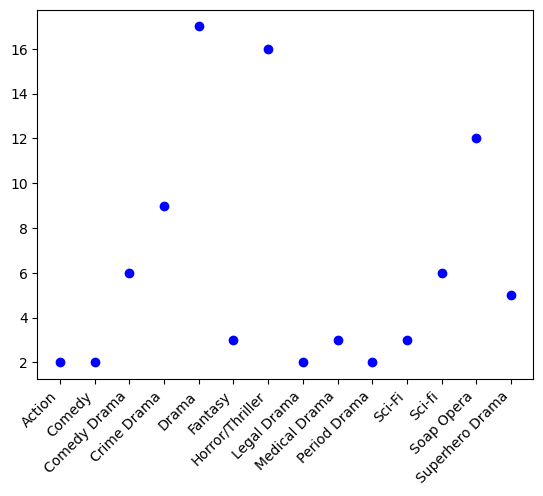 16
14
12
10
8
6
4
2
Action
Comedy
Comedy Drama
Crime Drama
Drama
Fantasy
Horror/Thriller
Legal Drama
Medical Drama
Period Drama
Sci-Fi
Sci-fi
Soap Opera
Superhero Drama